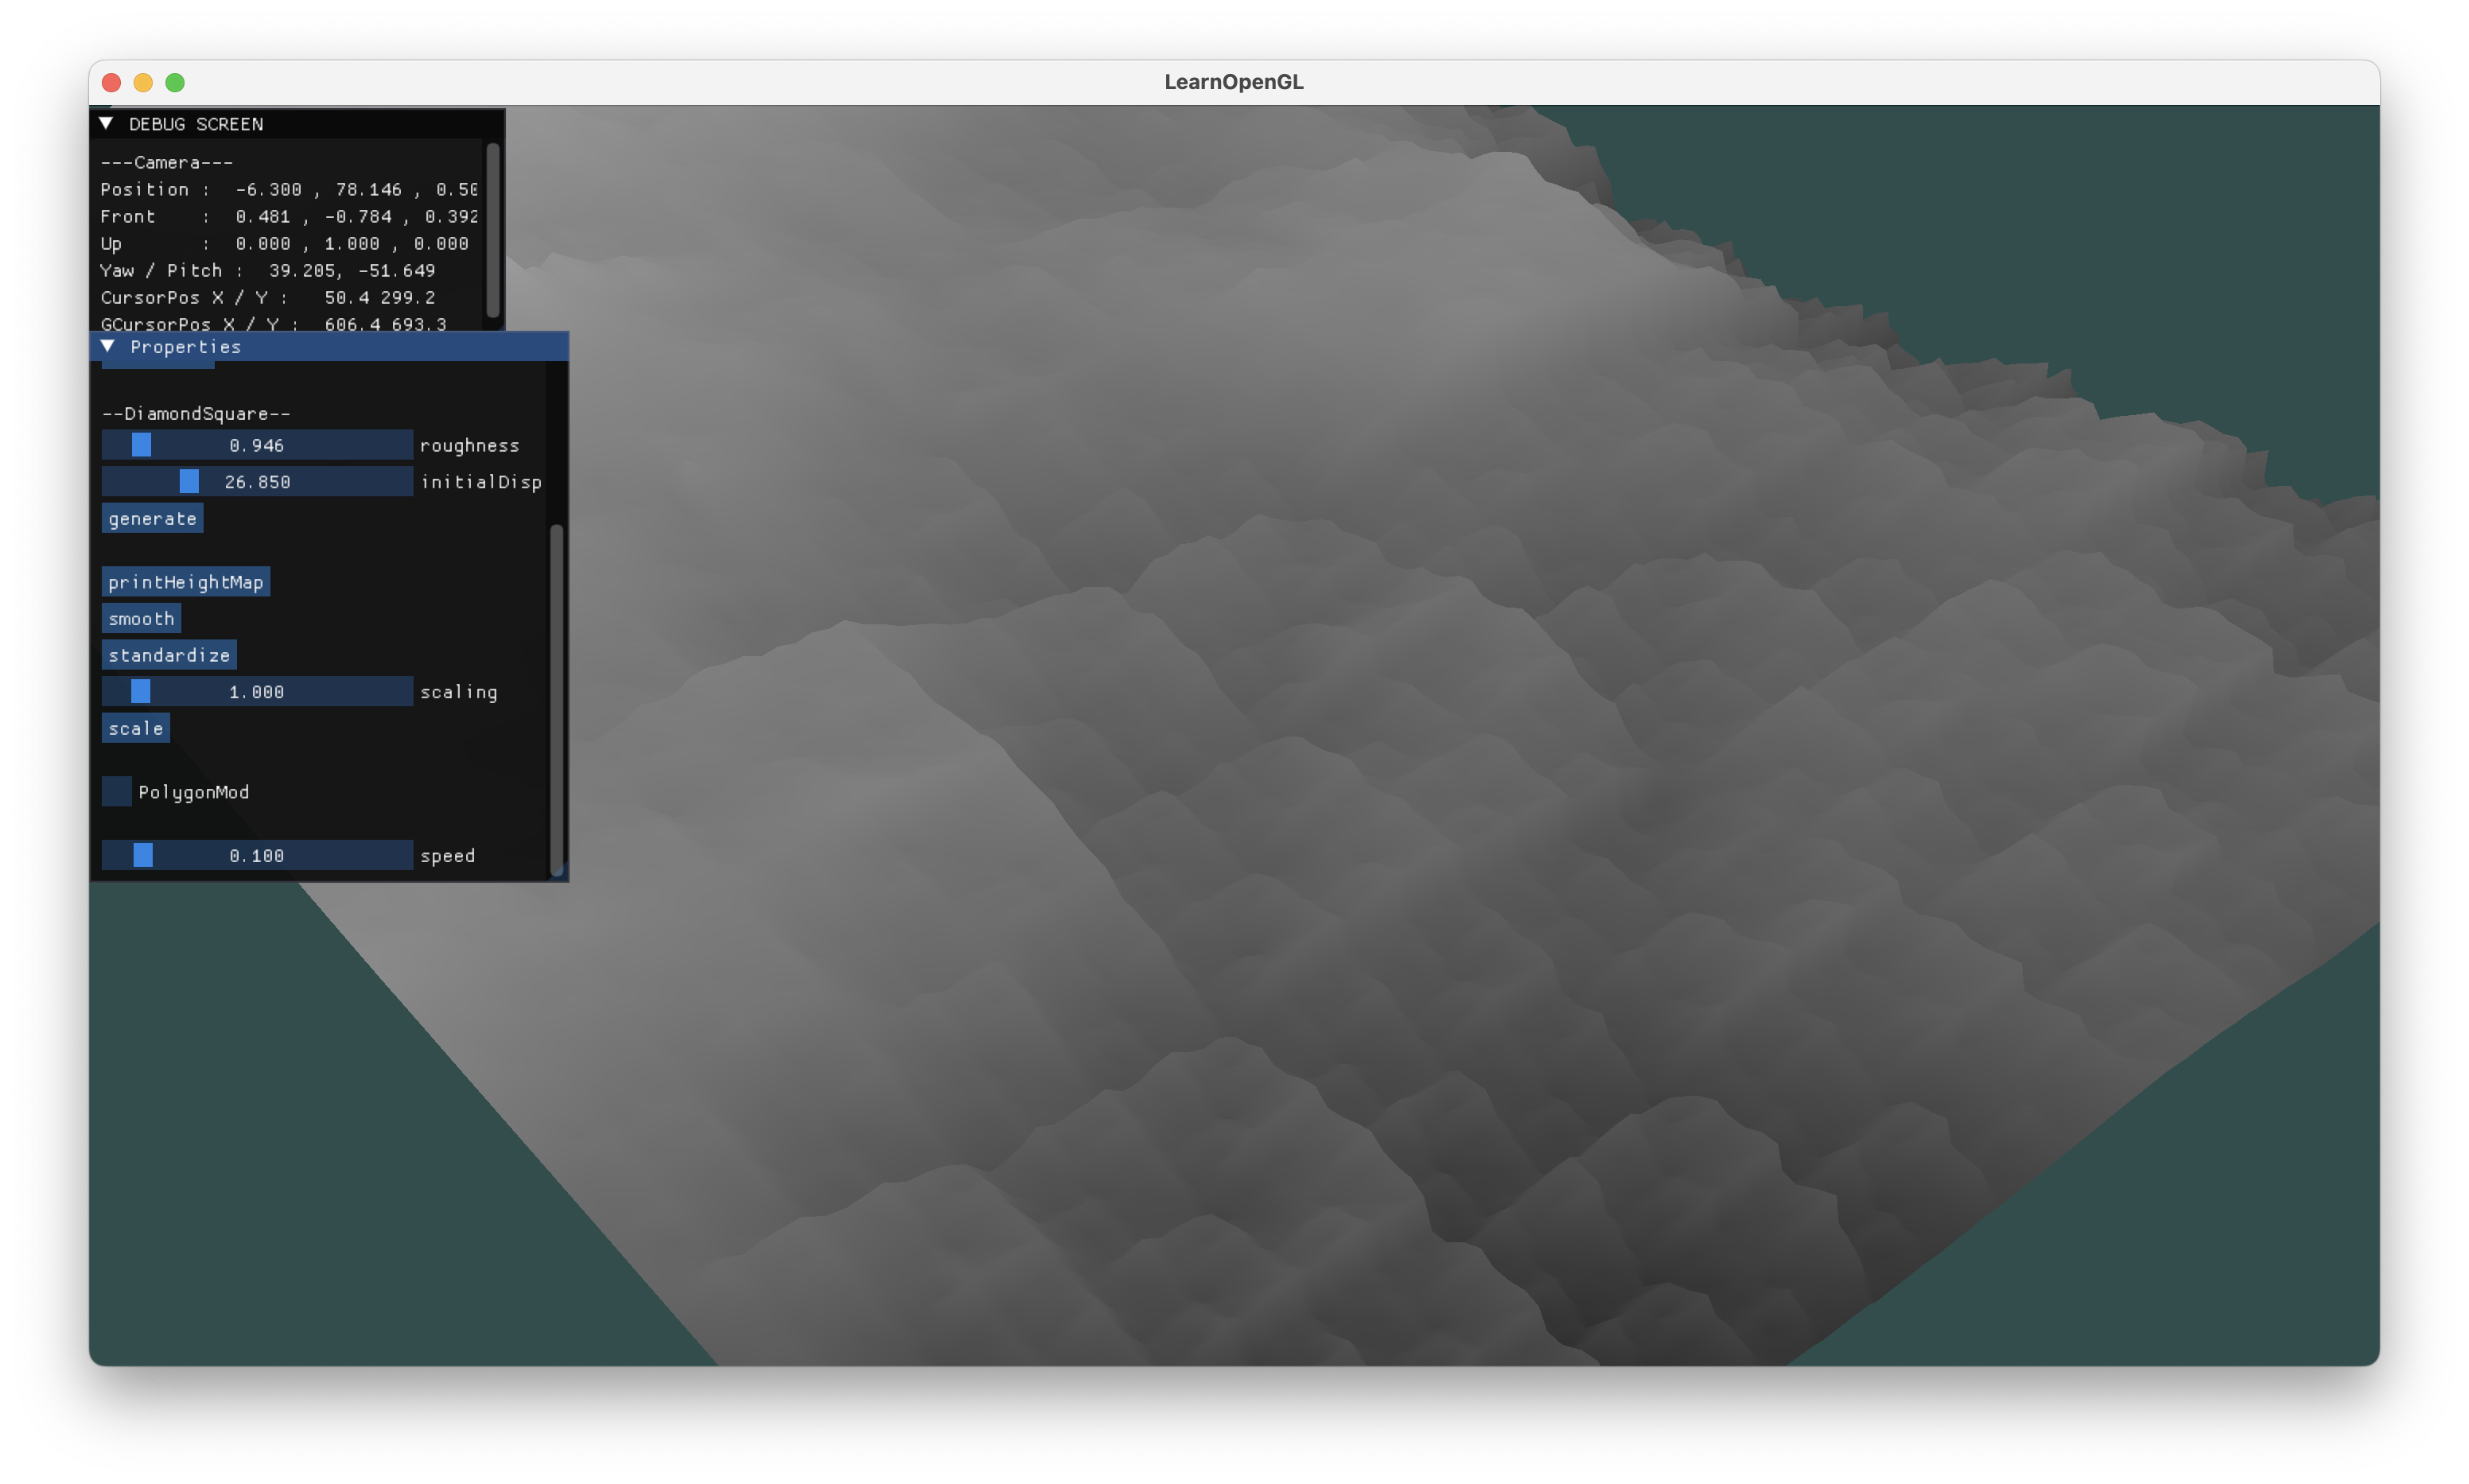 LearnOpenGL
DEBUG SCREEN
---Camera---
Position :  -6.300 , 78.146 , 0.50
Front    :  0.481 , -0.784 , 0.392
Up       :  0.000 , 1.000 , 0.000
Yaw / Pitch :  39.205, -51.649
CursorPos X / Y :   50.4 299.2
GCursorPos X / Y :  606.4 693.3
Properties
--DiamondSquare--
0.946 roughness
26.850 initialDisp
generate
printHeightMap
smooth
standardize
1.000 scaling
scale
PolygonMod
0.100 speed